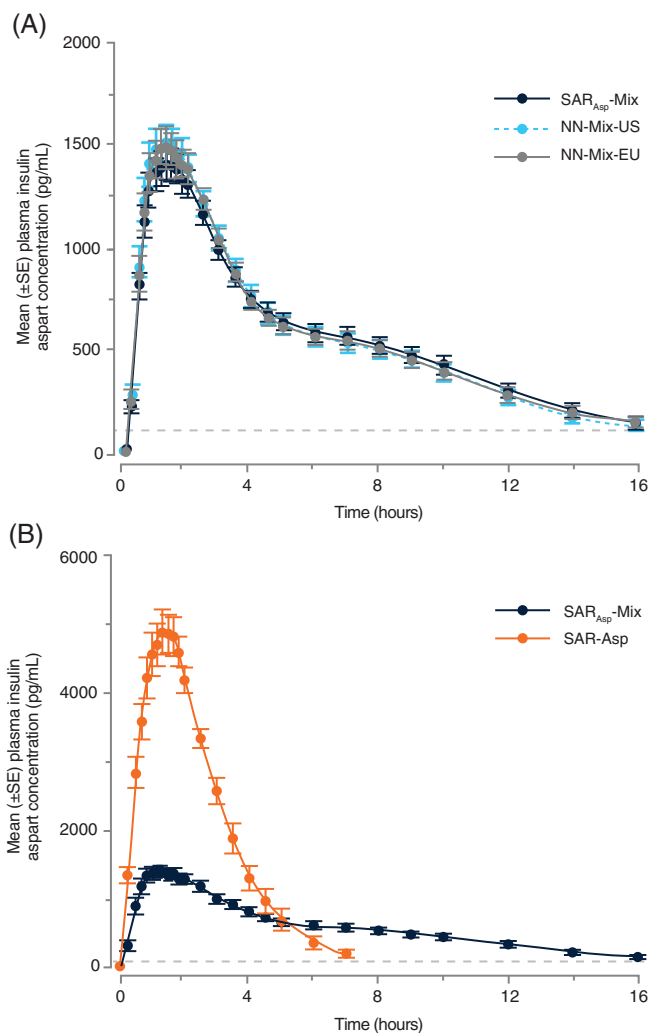 (A)
2000
1500
1000
500
0
Mean (±SE) plasma insulin
aspart concentration (pg/mL)
SARAsp-Mix
NN-Mix-US
NN-Mix-EU
0 4 8 12 16
Time (hours)
(B)
6000
4000
2000
0
Mean (±SE) plasma insulin
aspart concentration (pg/mL)
SARAsp-Mix
SAR-Asp
0 4 8 12 16
Time (hours)